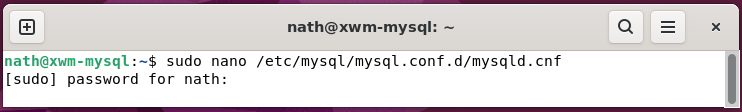 nath@xwm-mysql: ~
nath@xwm-mysql:~$ sudo nano /etc/mysql/mysql.conf.d/mysqld.cnf
[sudo] password for nath: